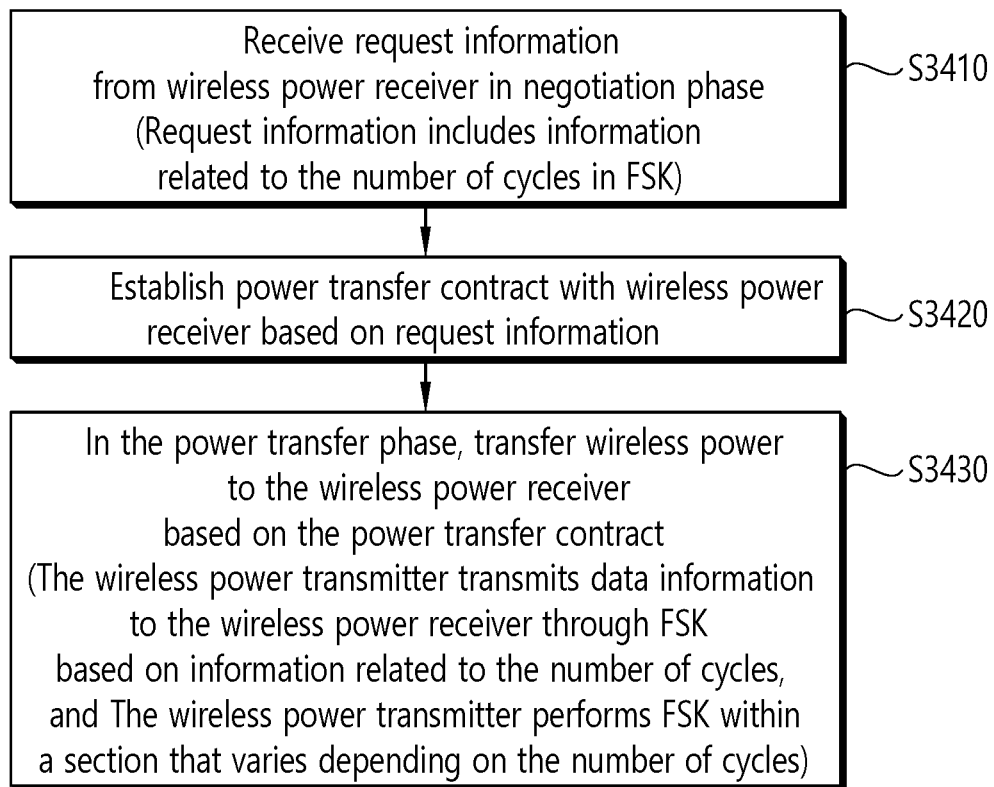 Receive request information
from wireless power receiver in negotiation phase
(Request information includes information
related to the number of cycles in FSK)
S3410
Establish power transfer contract with wireless power
receiver based on request information
S3420
In the power transfer phase, transfer wireless power
to the wireless power receiver
based on the power transfer contract
(The wireless power transmitter transmits data information
to the wireless power receiver through FSK
based on information related to the number of cycles,
and The wireless power transmitter performs FSK within
a section that varies depending on the number of cycles)
S3430